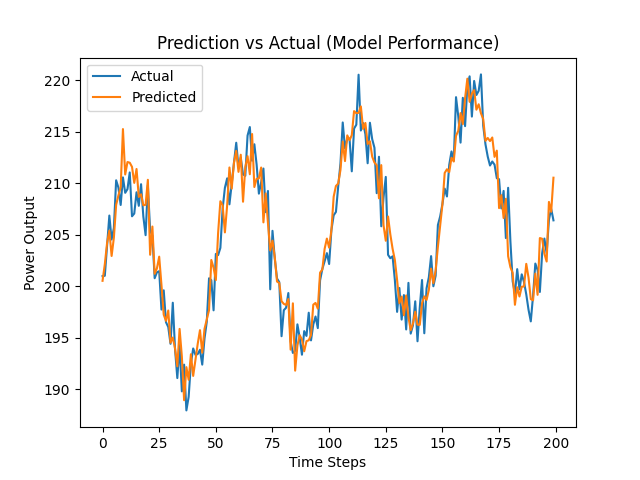 Prediction vs Actual (Model Performance)
Actual
Predicted
220
215
210
205
200
195
190
Power Output
0 25 50 75 100 125 150 175 200
Time Steps